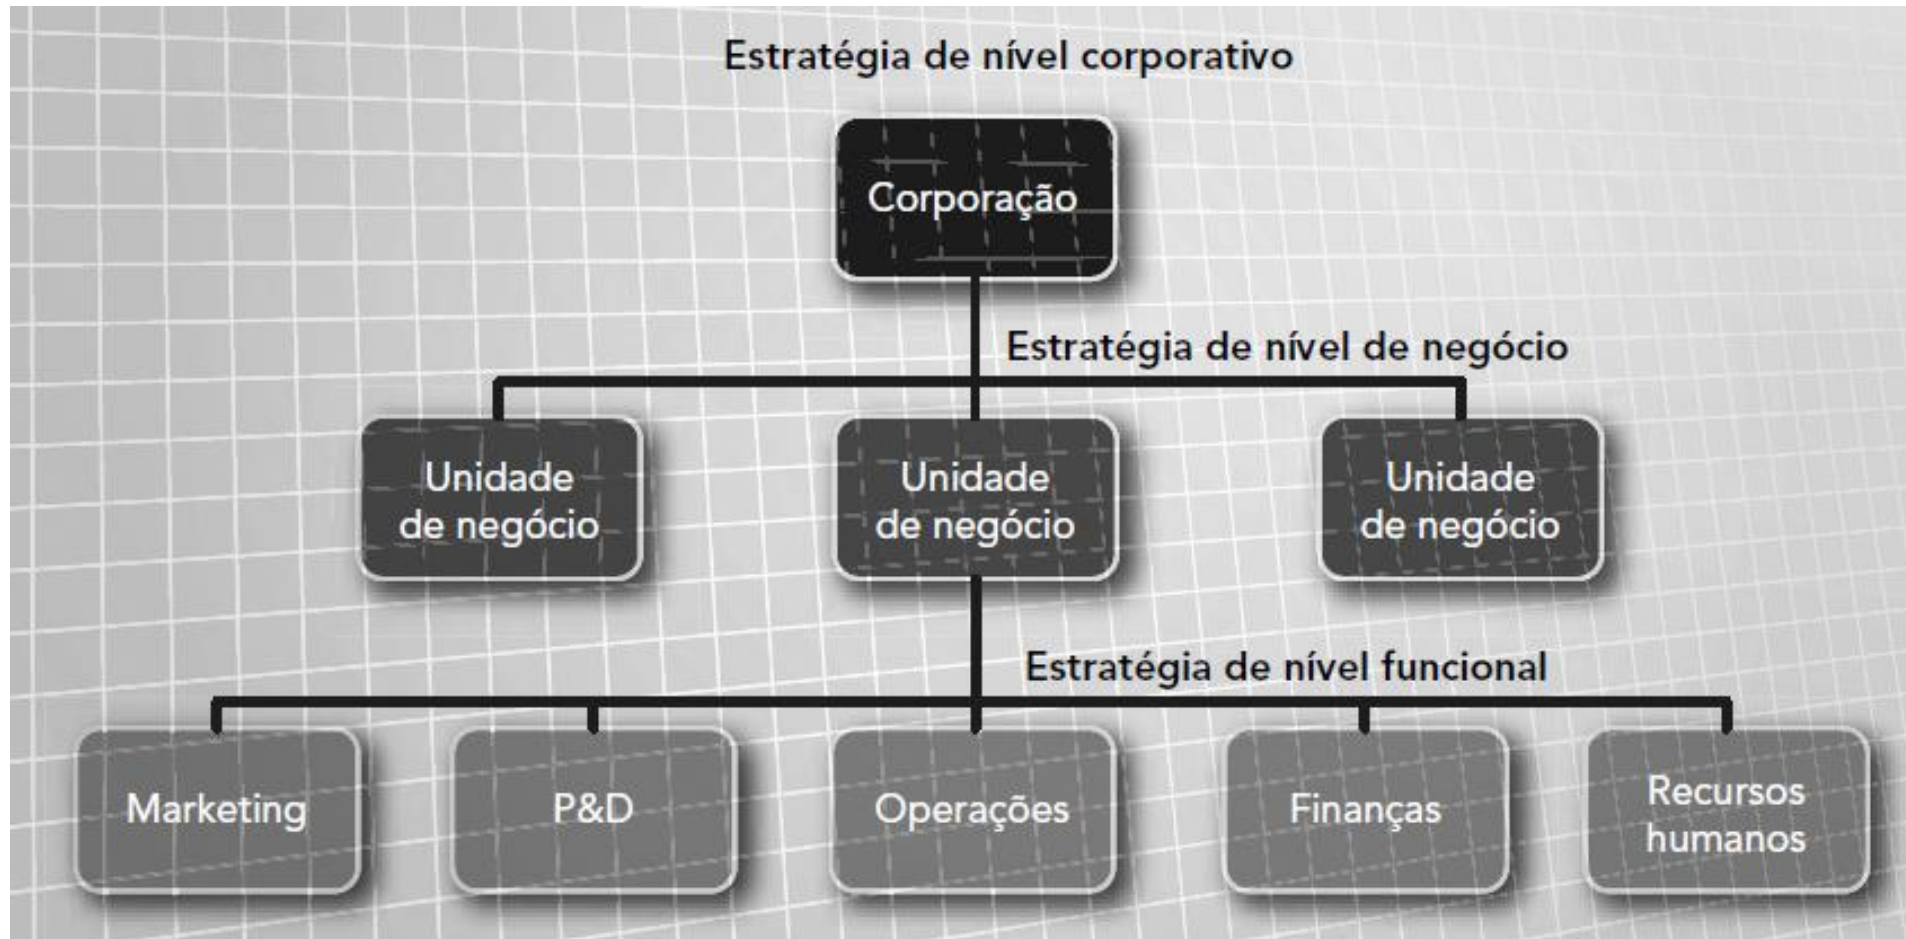 Estratégia de nível corporativo
Corporação
Estratégia de nível de negócio
Unidade
de negócio
Unidade
de negócio
Unidade
de negócio
Estratégia de nível funcional
Marketing
P&D
Operações
Finanças
Recursos
humanos